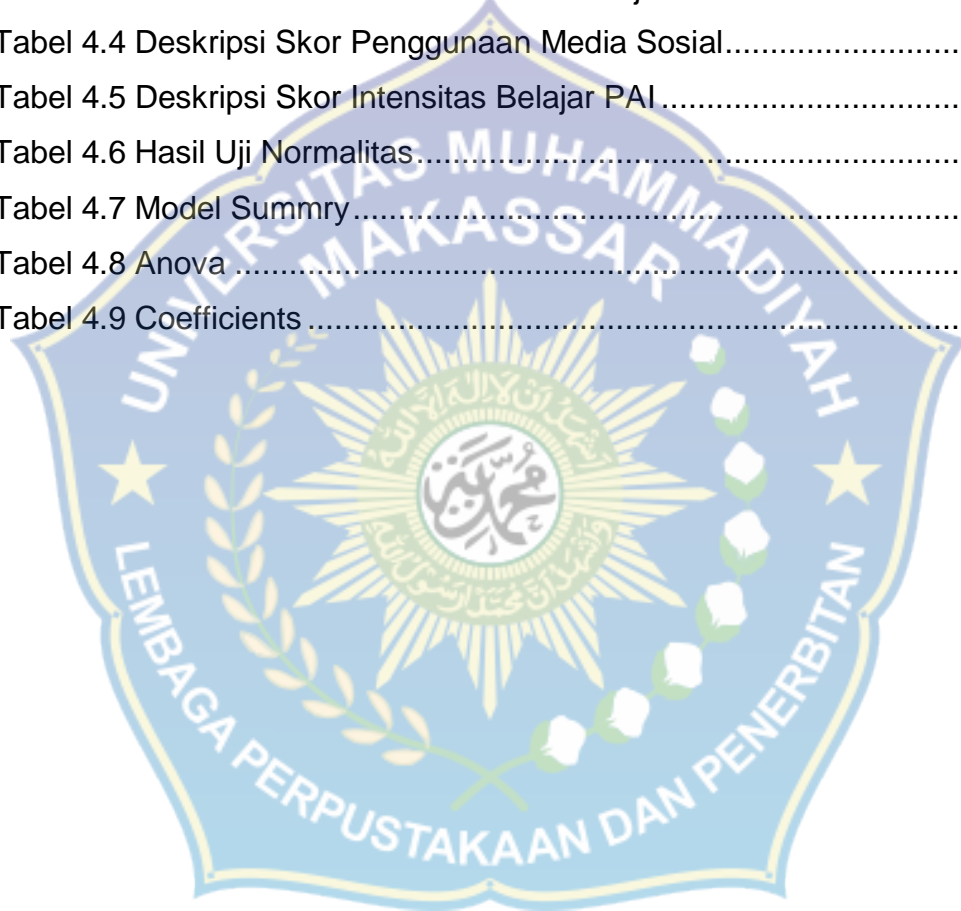 Tabel 4.4 Deskripsi Skor Penggunaan Media Sosial..........................
Tabel 4.5 Deskripsi Skor Intensitas Belajar PAI.................................
Tabel 4.6 Hasil Uji Normalitas............................................................
Tabel 4.7 Model Summry...................................................................
Tabel 4.8 Anova................................................................................
Tabel 4.9 Coefficients........................................................................
UNIVERSITAS MUHAMMADIYAH
MAKASSAR
LEMBAGA PERPUSTAKAAN DAN PENERBITAN